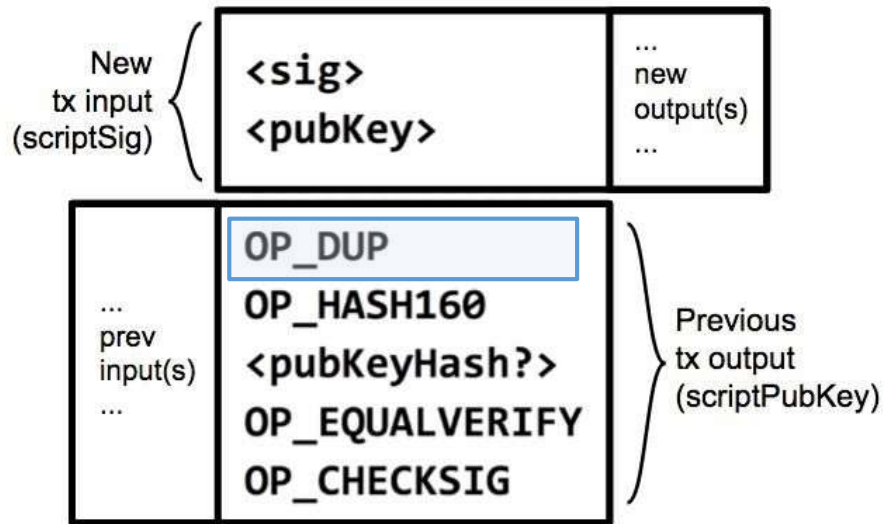 New
tx input
(scriptSig)
<sig>
<pubKey>
...
new
output(s)
...
...
prev
input(s)
...
OP_DUP
OP_HASH160
<pubKeyHash?>
OP_EQUALVERIFY
OP_CHECKSIG
Previous
tx output
(scriptPubKey)